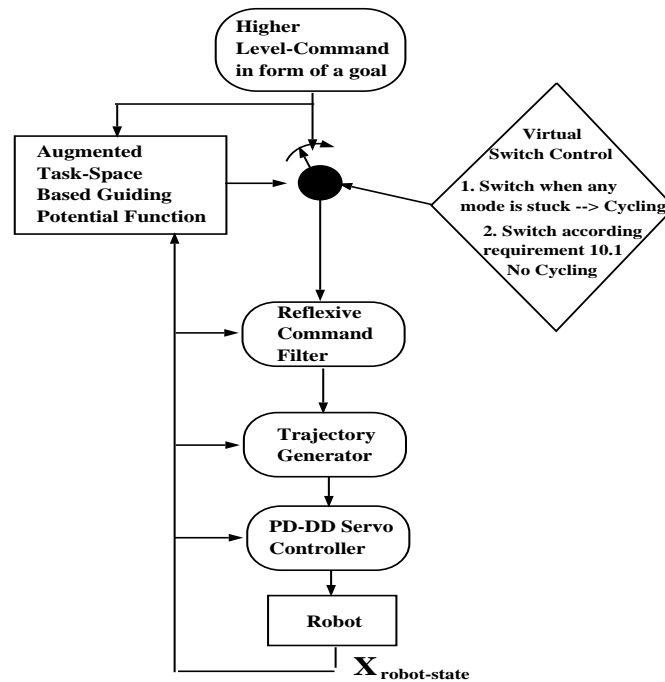 Higher
Level-Command
in form of a goal
Augmented
Task-Space
Based Guiding
Potential Function
Virtual
Switch Control
1. Switch when any
mode is stuck --> Cycling
2. Switch according
requirement 10.1
No Cycling
Reflexive
Command
Filter
Trajectory
Generator
PD-DD Servo
Controller
Robot
X robot-state